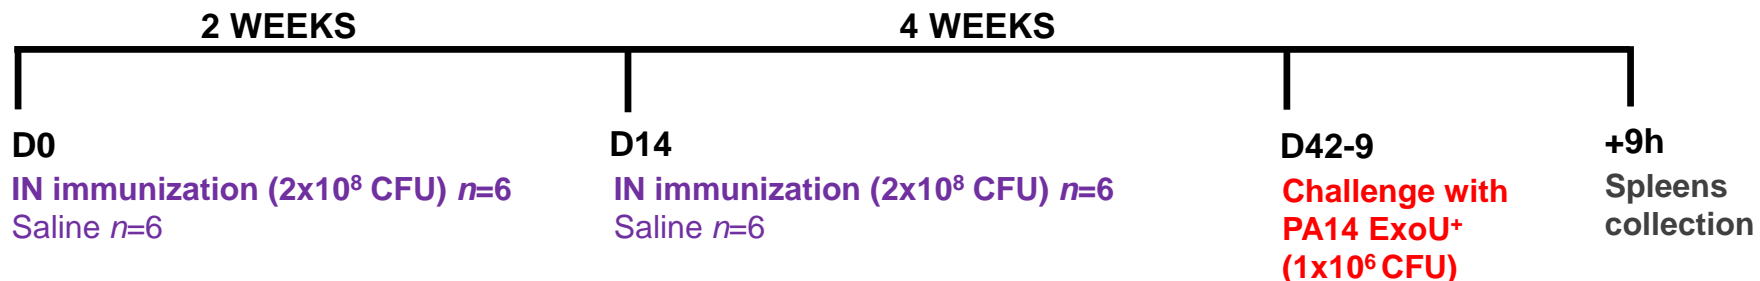 2 WEEKS
4 WEEKS
D0
IN immunization (2x10⁸ CFU) n=6
Saline n=6
D14
IN immunization (2x10⁸ CFU) n=6
Saline n=6
D42-9
Challenge with
PA14 ExoU⁺
(1x10⁶ CFU)
+9h
Spleens
collection